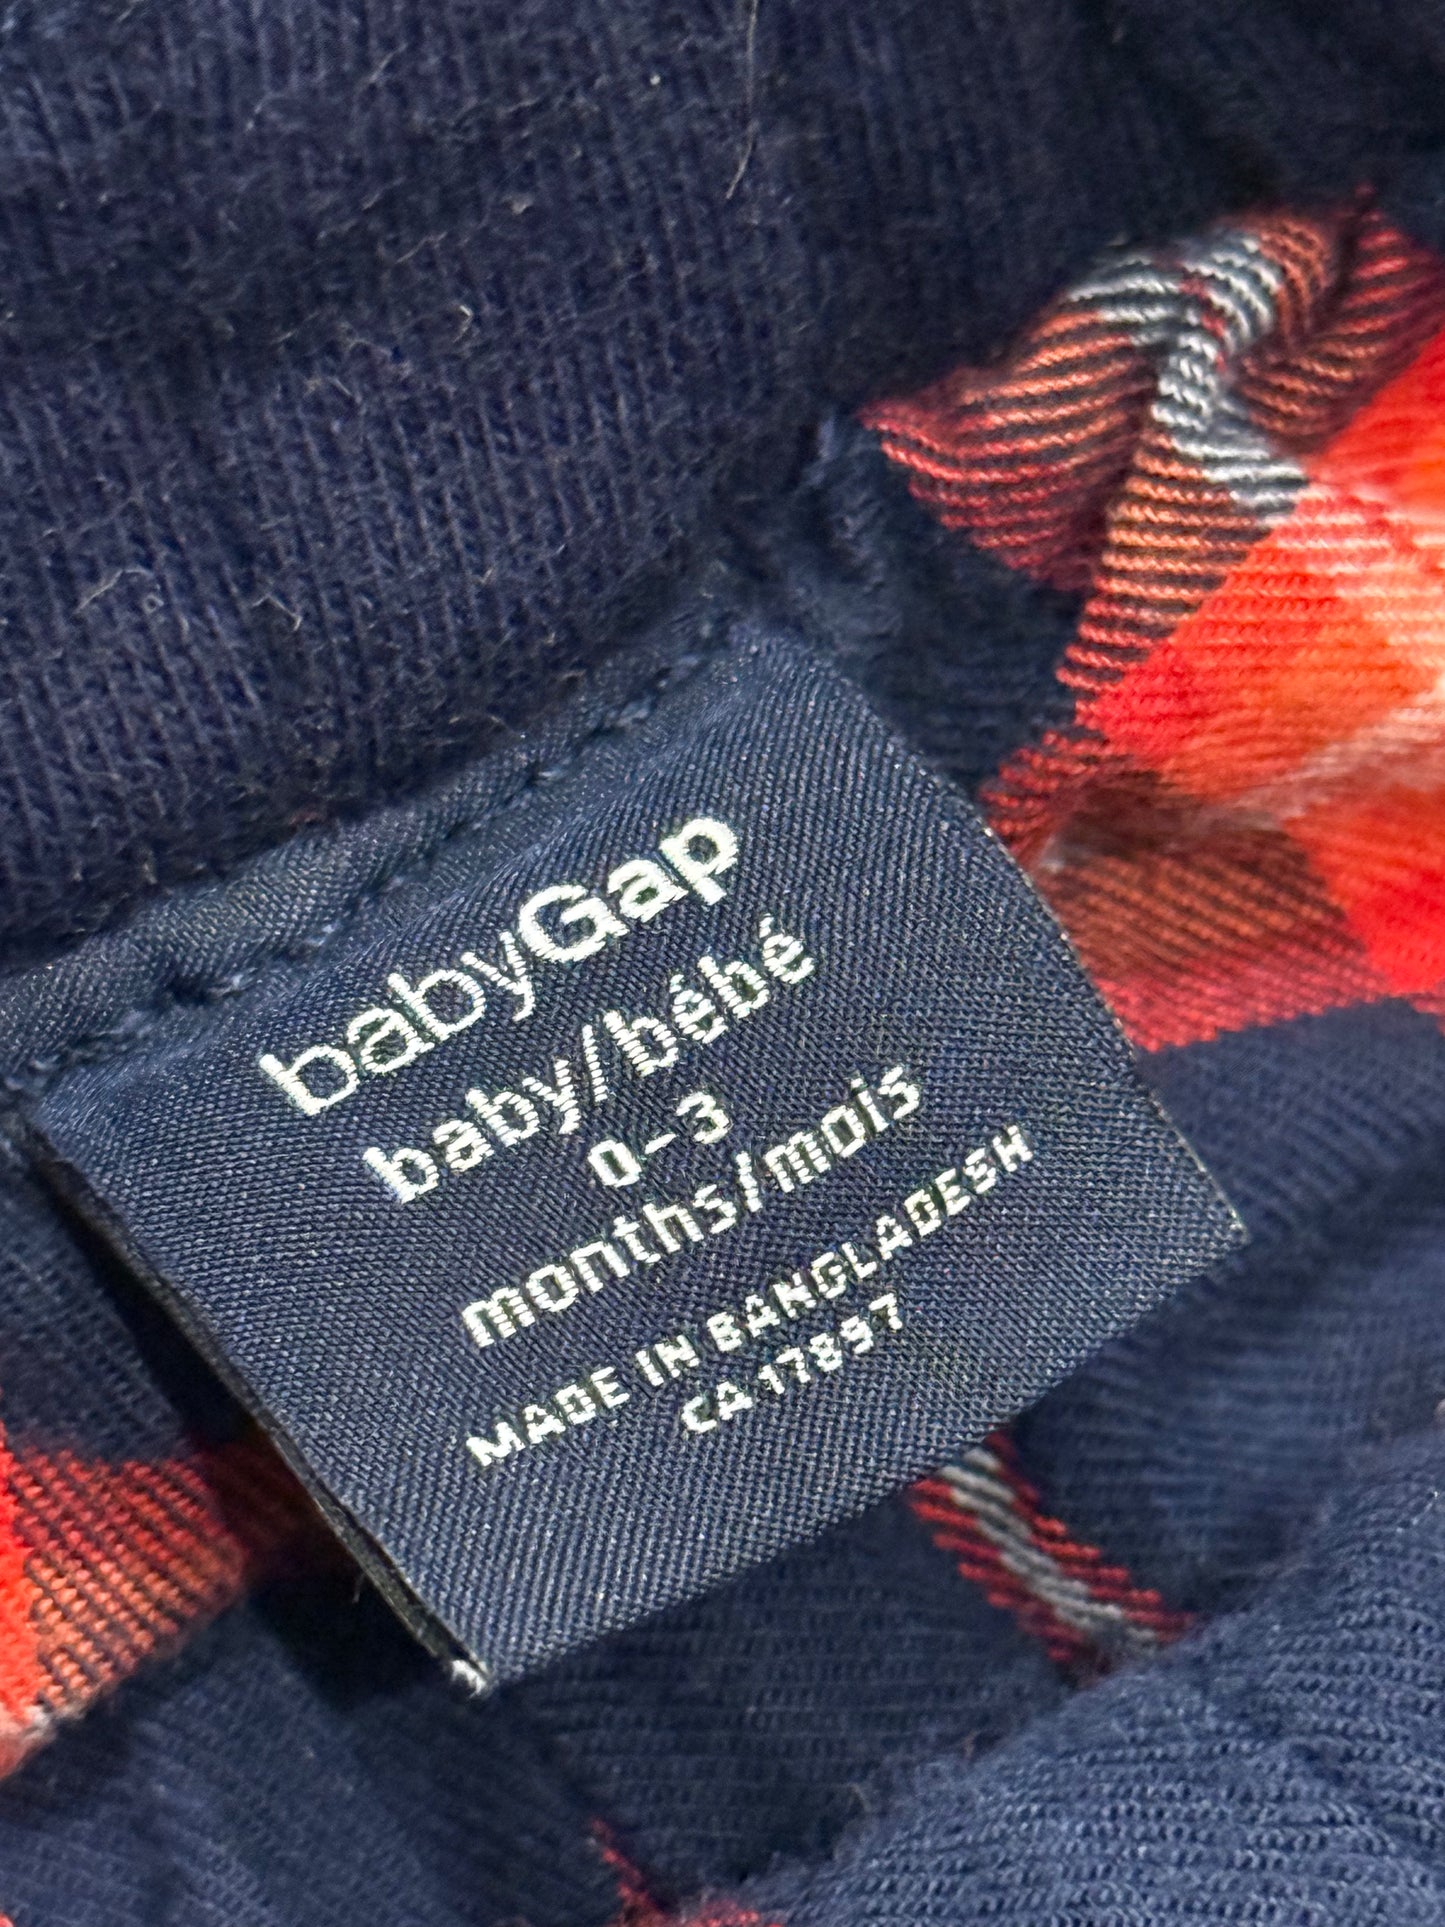 babyGap
baby/bébé
0-3
months/mois
MADE IN BANGLADESH
CA 17897